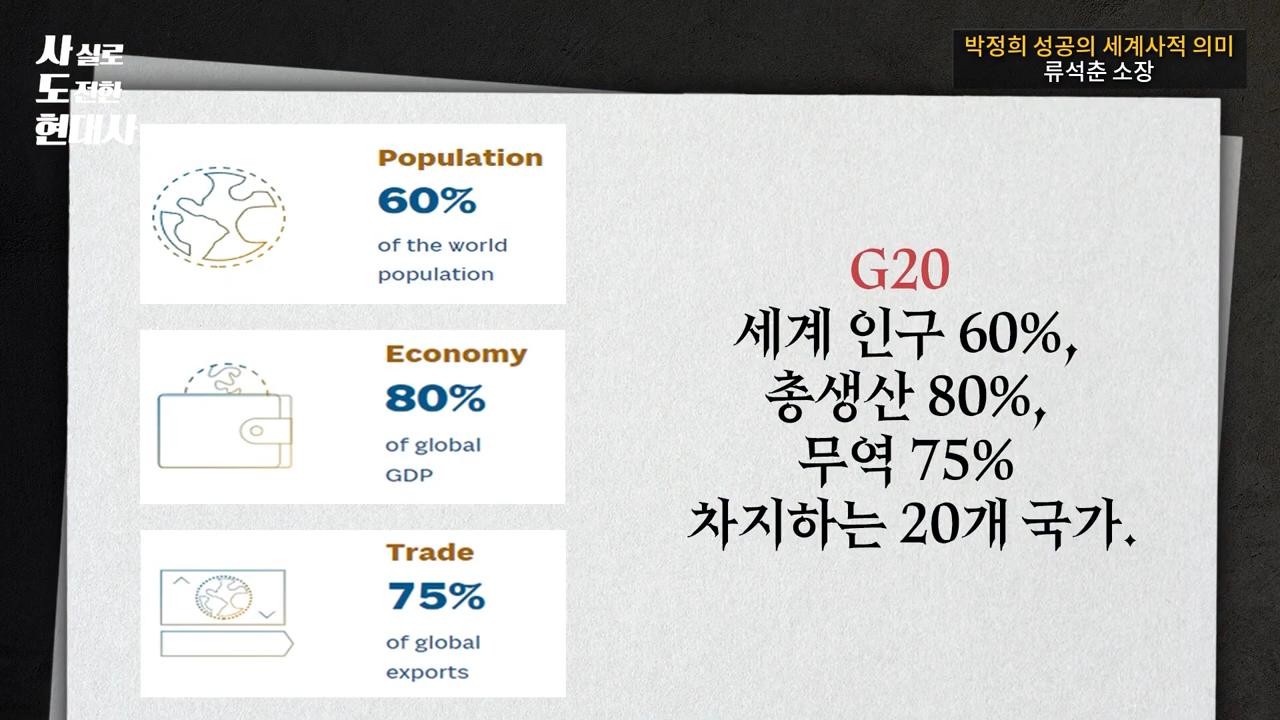 사실로
도전한
현대사
박정희 성공의 세계사적 의미
류석춘 소장
Population
60%
of the world
population
Economy
80%
of global
GDP
Trade
75%
of global
exports
G20
세계 인구 60%,
총생산 80%,
무역 75%
차지하는 20개 국가.